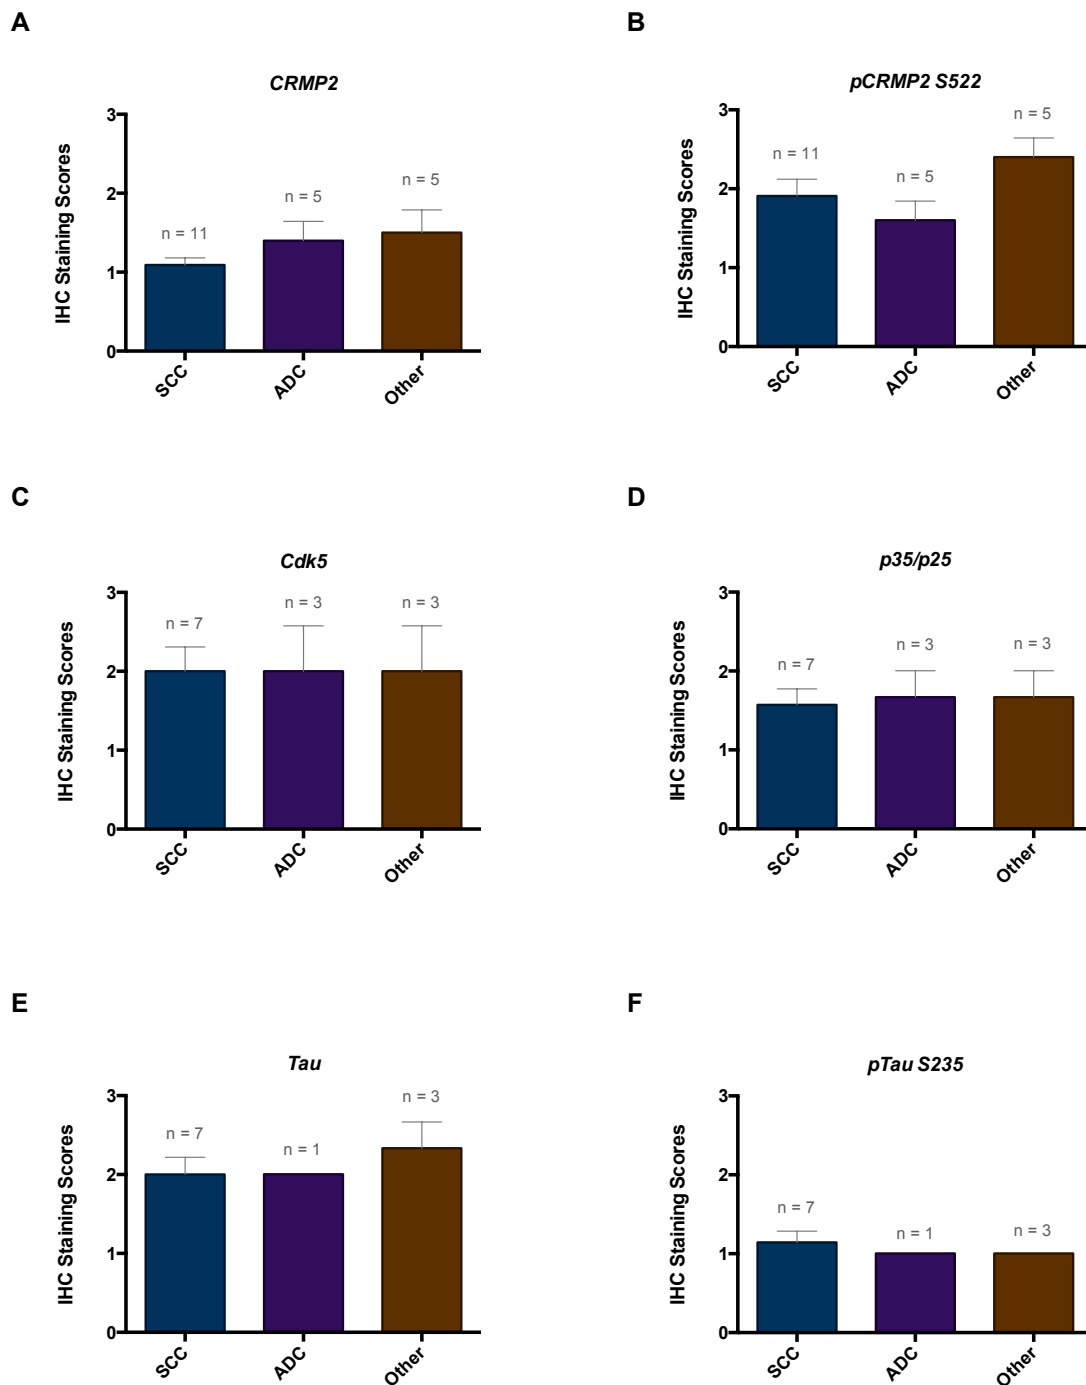 A
CRMP2
IHC Staining Scores
3
2
1
0
n = 11
n = 5
n = 5
SCC
ADC
Other
B
pCRMP2 S522
IHC Staining Scores
3
2
1
0
n = 11
n = 5
n = 5
SCC
ADC
Other
C
Cdk5
IHC Staining Scores
3
2
1
0
n = 7
n = 3
n = 3
SCC
ADC
Other
D
p35/p25
IHC Staining Scores
3
2
1
0
n = 7
n = 3
n = 3
SCC
ADC
Other
E
Tau
IHC Staining Scores
3
2
1
0
n = 7
n = 1
n = 3
SCC
ADC
Other
F
pTau S235
IHC Staining Scores
3
2
1
0
n = 7
n = 1
n = 3
SCC
ADC
Other